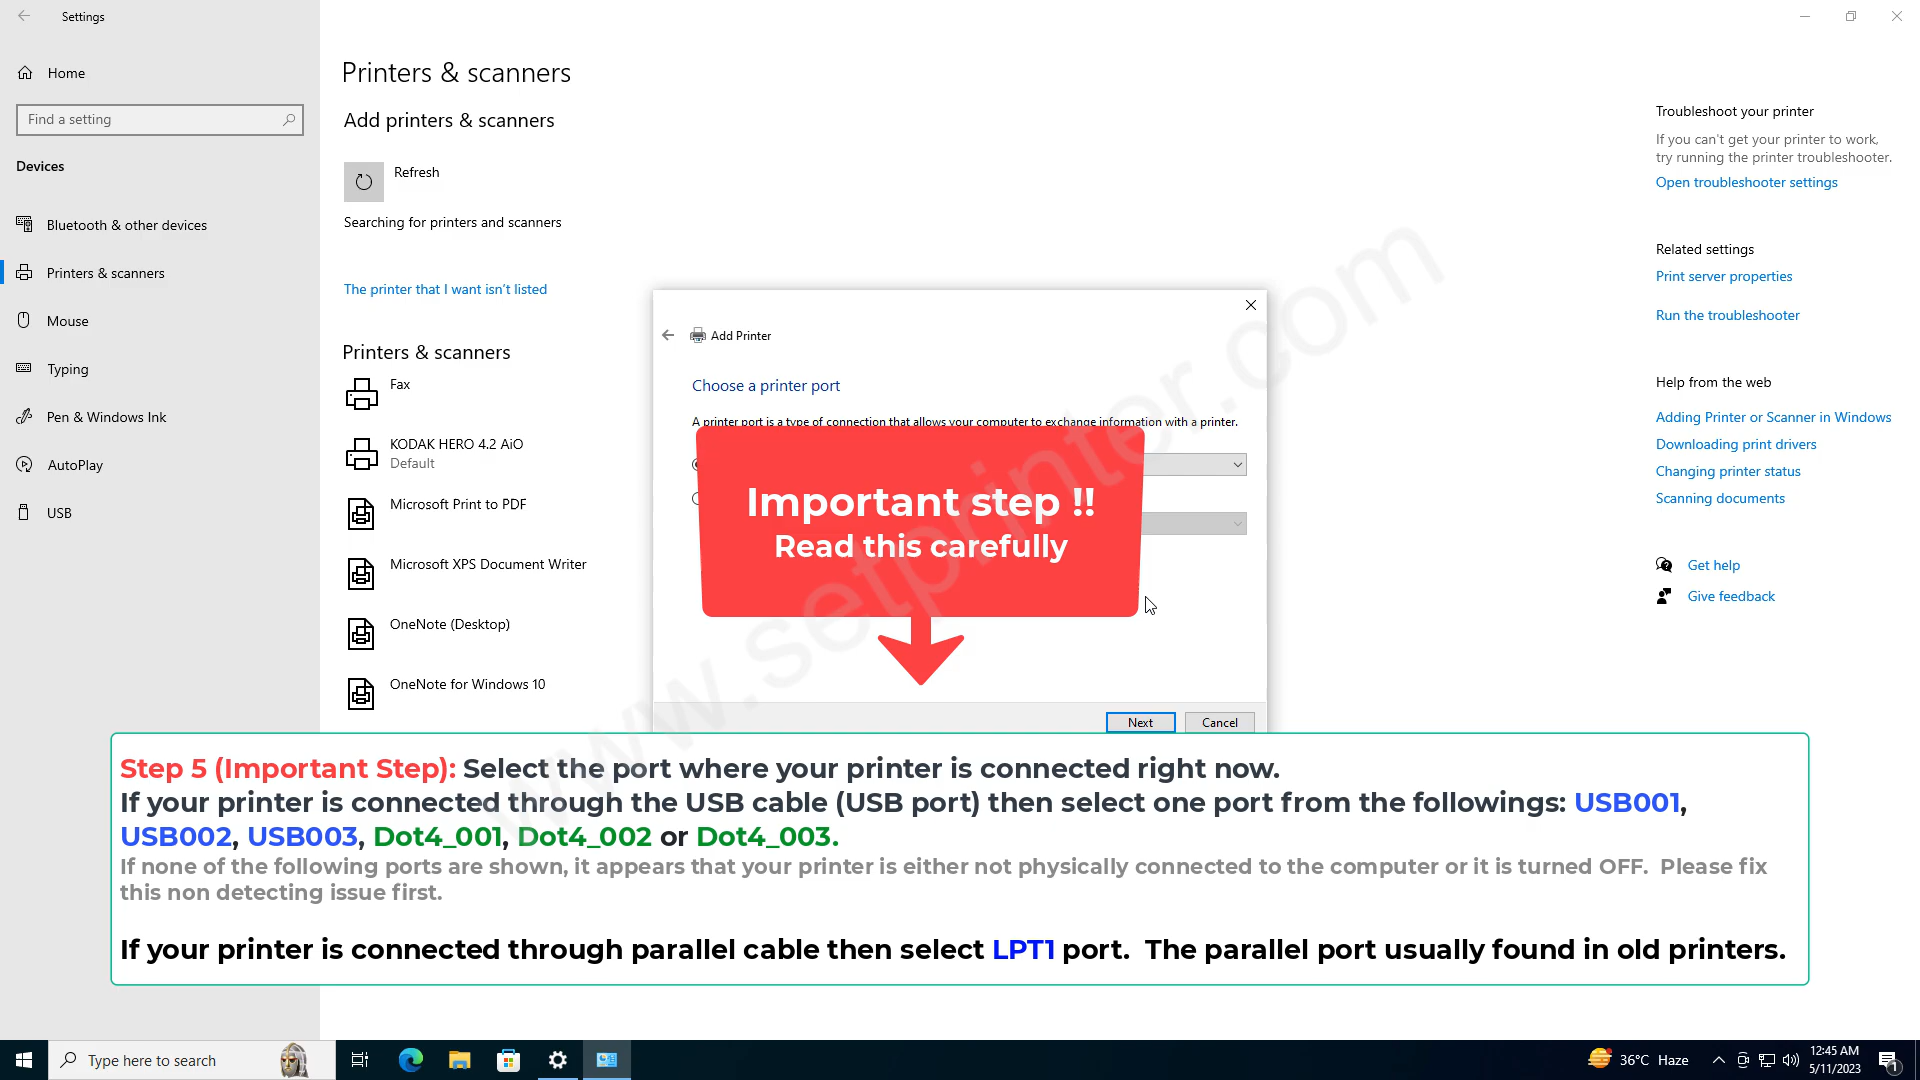 Settings
Home
Find a setting
Devices
Bluetooth & other devices
Printers & scanners
Mouse
Typing
Pen & Windows Ink
AutoPlay
USB
Printers & scanners
Add printers & scanners
Refresh
Searching for printers and scanners
The printer that I want isn't listed
Printers & scanners
Fax
KODAK HERO 4.2 AiO
Default
Microsoft Print to PDF
Microsoft XPS Document Writer
OneNote (Desktop)
OneNote for Windows 10
Add Printer
Choose a printer port
A printer port is a type of connection that allows your computer to exchange information with a printer.
Important step !!
Read this carefully
Next
Cancel
Troubleshoot your printer
If you can't get your printer to work,
try running the printer troubleshooter.
Open troubleshooter settings
Related settings
Print server properties
Run the troubleshooter
Help from the web
Adding Printer or Scanner in Windows
Downloading print drivers
Changing printer status
Scanning documents
Get help
Give feedback
www.setprinter.com
Step 5 (Important Step): Select the port where your printer is connected right now.
If your printer is connected through the USB cable (USB port) then select one port from the followings: USB001,
USB002, USB003, Dot4_001, Dot4_002 or Dot4_003.
If none of the following ports are shown, it appears that your printer is either not physically connected to the computer or it is turned OFF. Please fix
this non detecting issue first.
If your printer is connected through parallel cable then select LPT1 port. The parallel port usually found in old printers.
Type here to search
36°C Haze
12:45 AM
5/11/2023
1